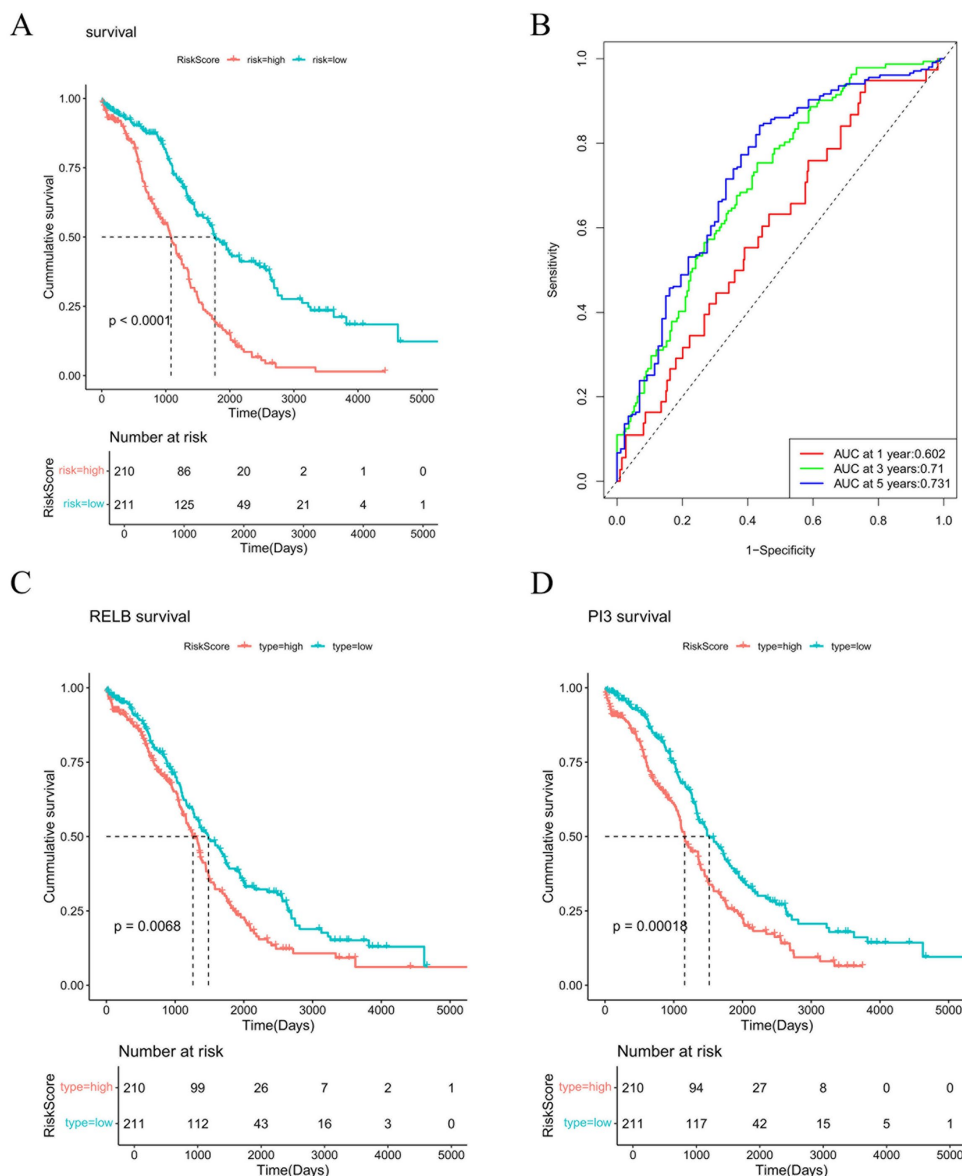 A
survival
RiskScore risk=high risk=low
Cummulative survival
1.00
0.75
0.50
0.25
0.00
p < 0.0001
0 1000 2000 3000 4000 5000
Time(Days)
Number at risk
RiskScore
risk=high 210 86 20 2 1 0
risk=low 211 125 49 21 4 1
0 1000 2000 3000 4000 5000
Time(Days)
B
Sensitivity
1.0
0.8
0.6
0.4
0.2
0.0
AUC at 1 year:0.602
AUC at 3 years:0.71
AUC at 5 years:0.731
0.0 0.2 0.4 0.6 0.8 1.0
1−Specificity
C
RELB survival
RiskScore type=high type=low
Cummulative survival
1.00
0.75
0.50
0.25
0.00
p = 0.0068
0 1000 2000 3000 4000 5000
Time(Days)
Number at risk
RiskScore
type=high 210 99 26 7 2 1
type=low 211 112 43 16 3 0
0 1000 2000 3000 4000 5000
Time(Days)
D
PI3 survival
RiskScore type=high type=low
Cummulative survival
1.00
0.75
0.50
0.25
0.00
p = 0.00018
0 1000 2000 3000 4000 5000
Time(Days)
Number at risk
RiskScore
type=high 210 94 27 8 0 0
type=low 211 117 42 15 5 1
0 1000 2000 3000 4000 5000
Time(Days)